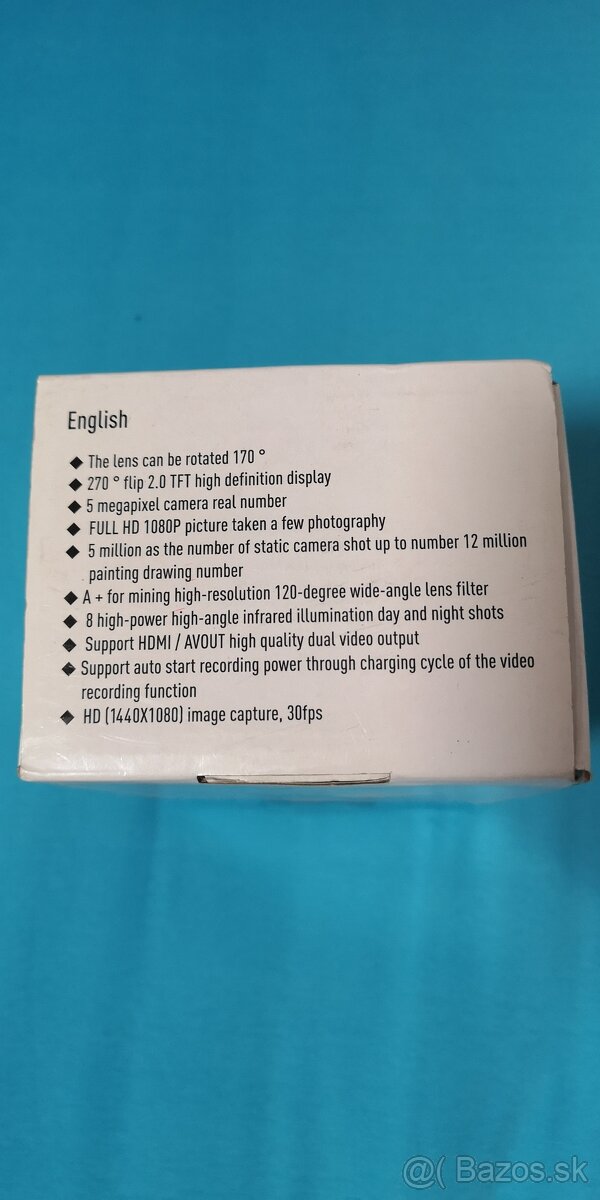 English
◆ The lens can be rotated 170 °
◆ 270 ° flip 2.0 TFT high definition display
◆ 5 megapixel camera real number
◆ FULL HD 1080P picture taken a few photography
◆ 5 million as the number of static camera shot up to number 12 million
painting drawing number
◆ A + for mining high-resolution 120-degree wide-angle lens filter
◆ 8 high-power high-angle infrared illumination day and night shots
◆ Support HDMI / AVOUT high quality dual video output
◆ Support auto start recording power through charging cycle of the video
recording function
◆ HD (1440X1080) image capture, 30fps
@( Bazos.sk